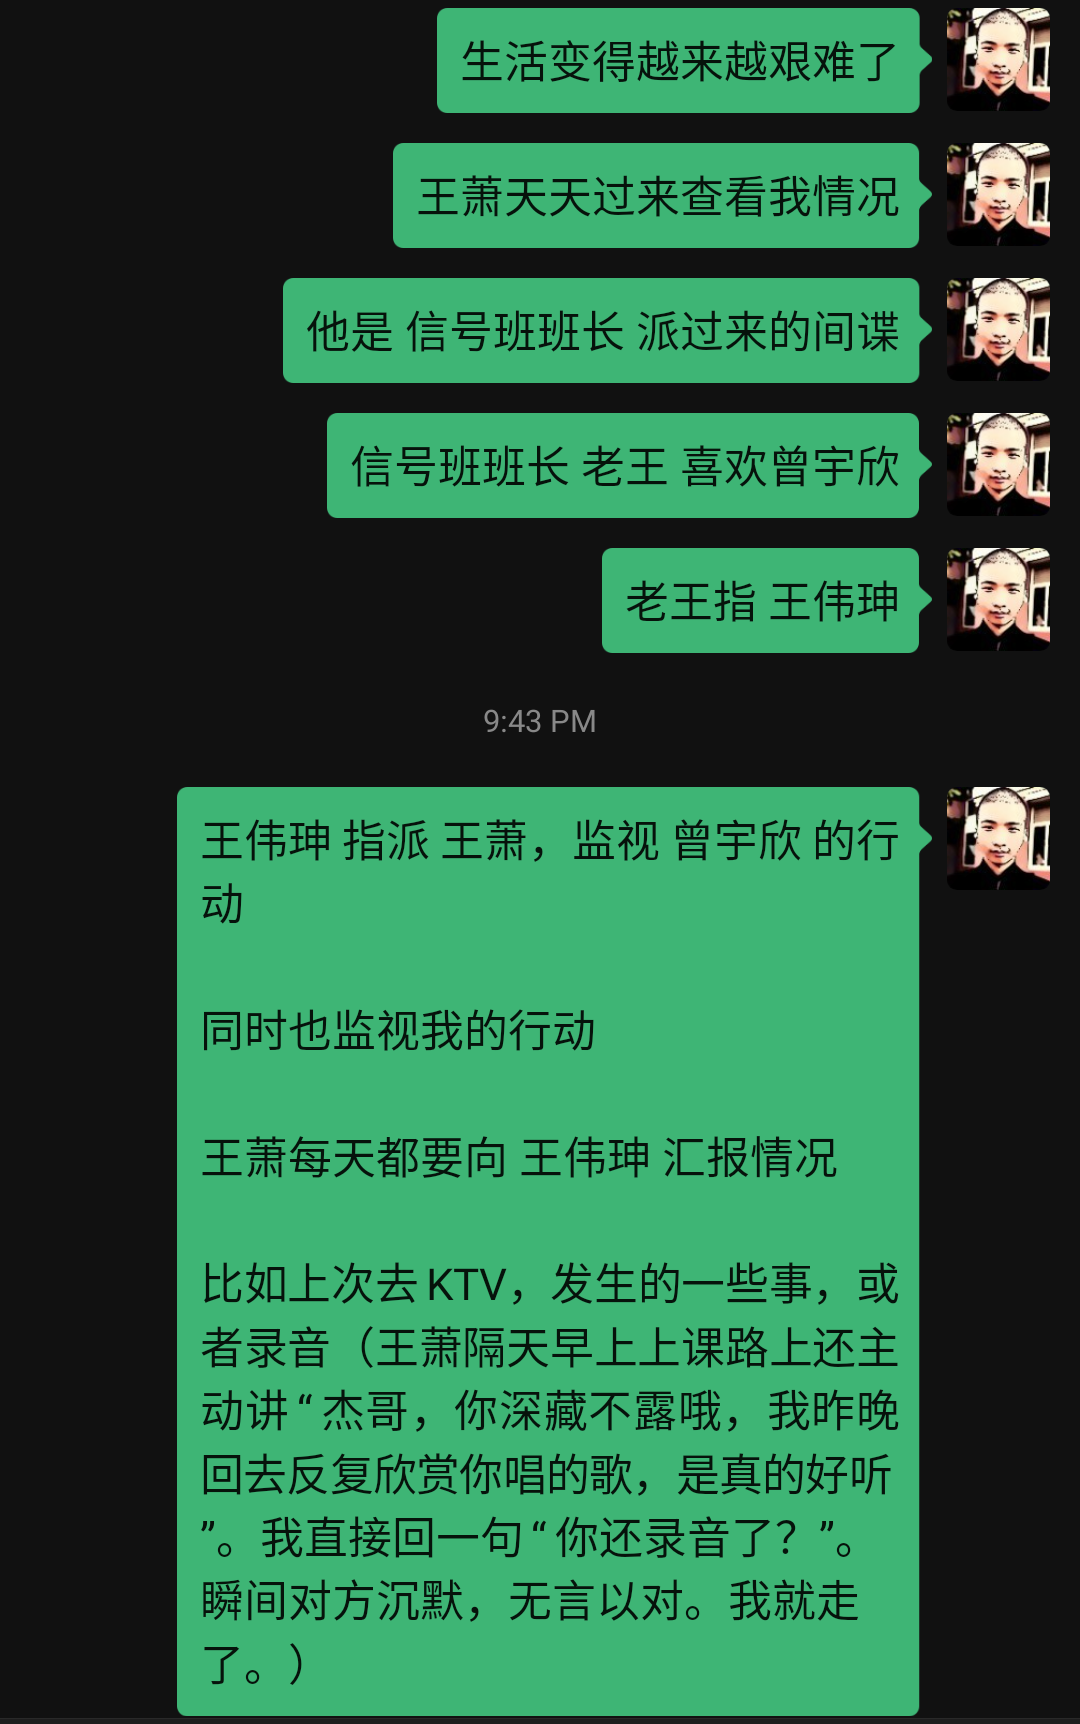 生活变得越来越艰难了
王萧天天过来查看我情况
他是 信号班班长 派过来的间谍
信号班班长 老王 喜欢曾宇欣
老王指 王伟珅
9:43 PM
王伟珅 指派 王萧，监视 曾宇欣 的行
动
同时也监视我的行动
王萧每天都要向 王伟珅 汇报情况
比如上次去KTV，发生的一些事，或
者录音（王萧隔天早上上课路上还主
动讲“杰哥，你深藏不露哦，我昨晚
回去反复欣赏你唱的歌，是真的好听
”。我直接回一句“你还录音了？”。
瞬间对方沉默，无言以对。我就走
了。）